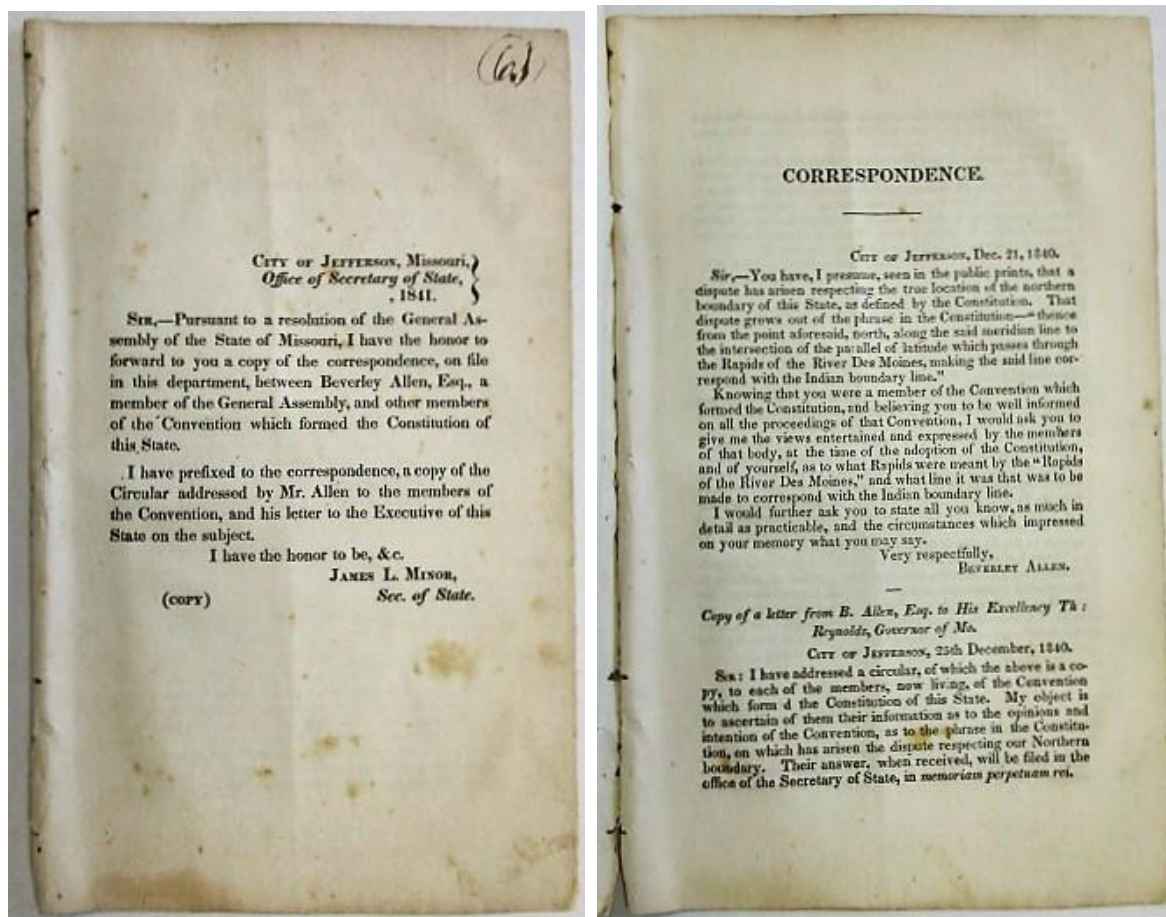 CITY OF JEFFERSON, Missouri,
Office of Secretary of State,
, 1841.
SIR,—Pursuant to a resolution of the General As-
sembly of the State of Missouri, I have the honor to
forward to you a copy of the correspondence, on file
in this department, between Beverley Allen, Esq., a
member of the General Assembly, and other members
of the Convention which formed the Constitution of
this State.
I have prefixed to the correspondence, a copy of the
Circular addressed by Mr. Allen to the members of
the Convention, and his letter to the Executive of this
State on the subject.
I have the honor to be, &c.
JAMES L. MINOR,
(COPY) Sec. of State.
CORRESPONDENCE.
CITY OF JEFFERSON, Dec. 21, 1840.
Sir,—You have, I presume, seen in the public prints, that a
dispute has arisen respecting the true location of the northern
boundary of this State, as defined by the Constitution. That
dispute grows out of the phrase in the Constitution—"thence
from the point aforesaid, north, along the said meridian line to
the intersection of the parallel of latitude which passes through
the Rapids of the River Des Moines, making the said line cor-
respond with the Indian boundary line."
Knowing that you were a member of the Convention which
formed the Constitution, and believing you to be well informed
on all the proceedings of that Convention, I would ask you to
give me the views entertained and expressed by the members
of that body, at the time of the adoption of the Constitution,
and of yourself, as to what Rapids were meant by the "Rapids
of the River Des Moines," and what line it was that was to be
made to correspond with the Indian boundary line.
I would further ask you to state all you know, as much in
detail as practicable, and the circumstances which impressed
on your memory what you may say.
Very respectfully,
BEVERLEY ALLEN.
Copy of a letter from B. Allen, Esq. to His Excellency Th:
Reynolds, Governor of Mo.
CITY OF JEFFERSON, 25th December, 1840.
SIR: I have addressed a circular, of which the above is a co-
py, to each of the members, now living, of the Convention
which form d the Constitution of this State. My object is
to ascertain of them their information as to the opinions and
intention of the Convention, as to the phrase in the Constitu-
tion, on which has arisen the dispute respecting our Northern
boundary. Their answer, when received, will be filed in the
office of the Secretary of State, in memoriam perpetuam rei.